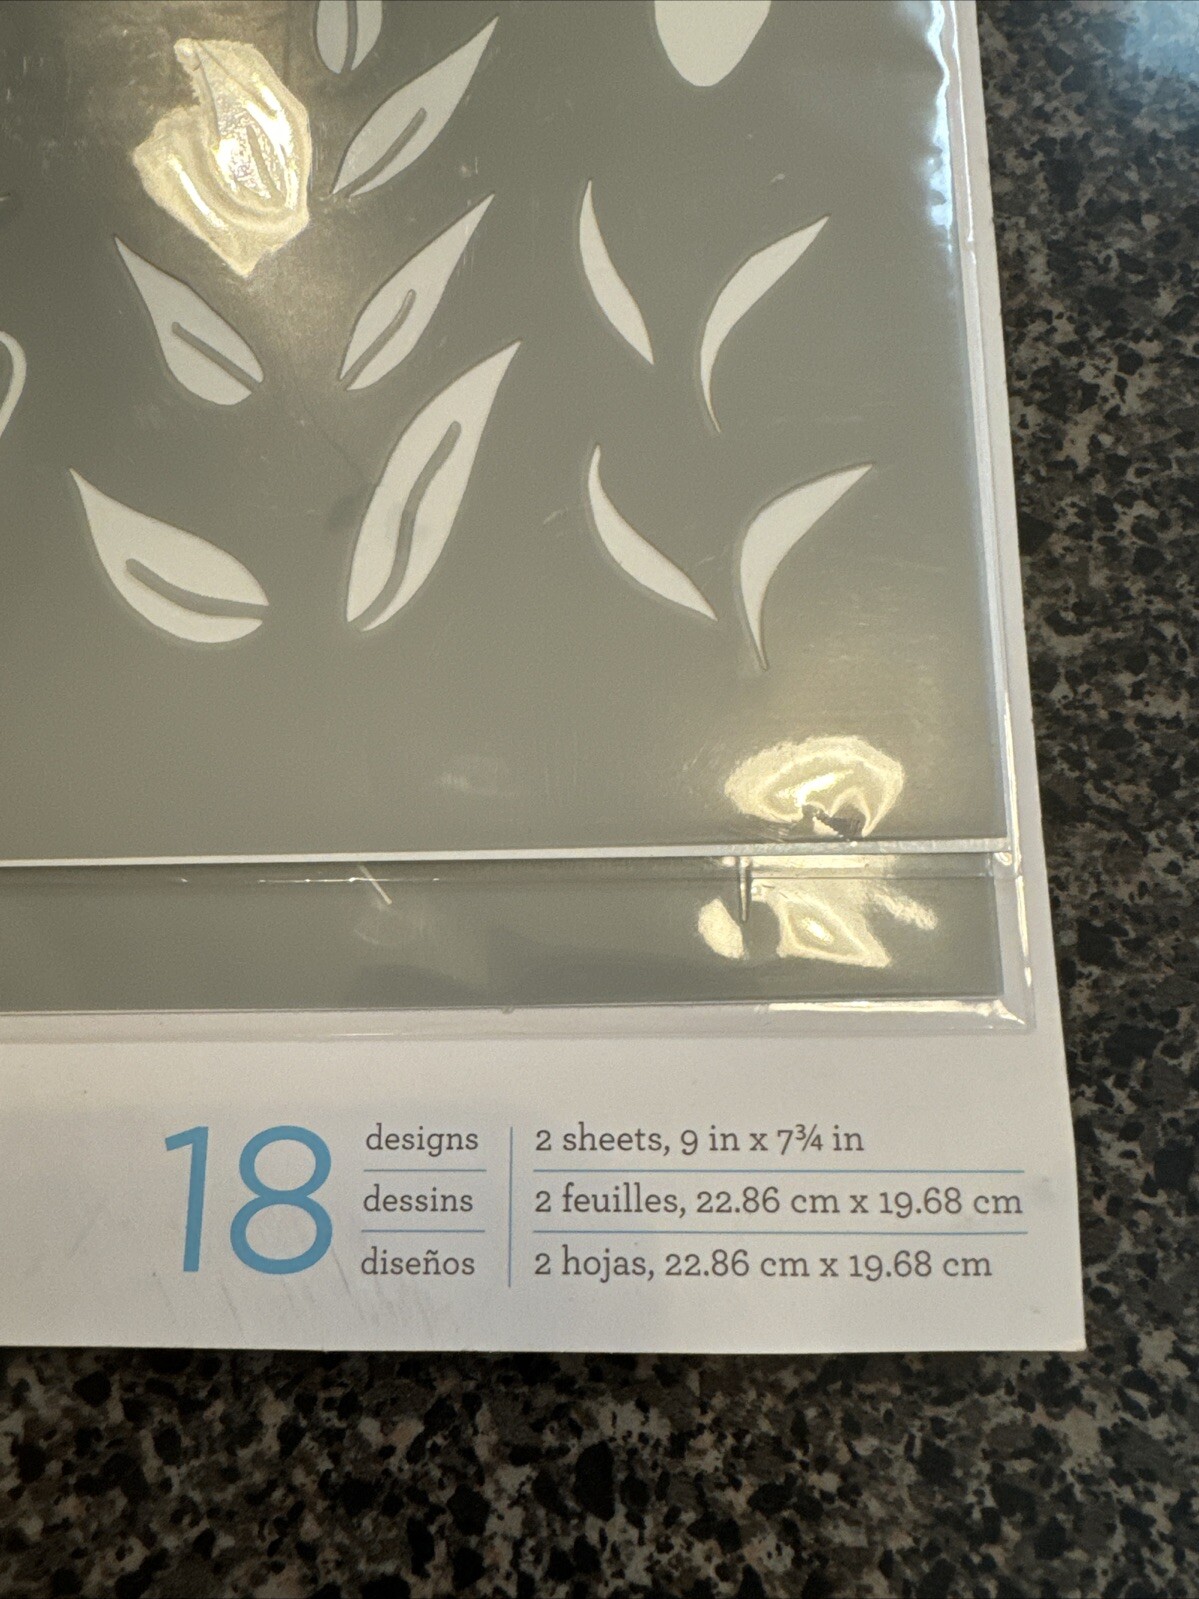 18
designs
dessins
diseños
2 sheets, 9 in x 7¾ in
2 feuilles, 22.86 cm x 19.68 cm
2 hojas, 22.86 cm x 19.68 cm